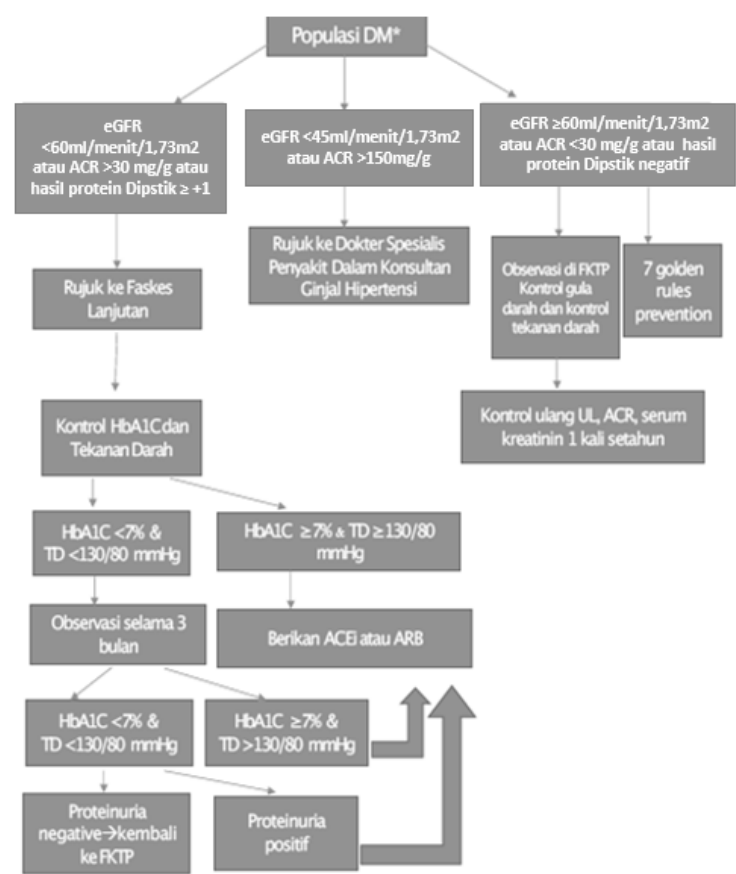 Populasi DM*
eGFR
<60ml/menit/1,73m2
atau ACR >30 mg/g atau
hasil protein Dipstik ≥ +1
eGFR <45ml/menit/1,73m2
atau ACR >150mg/g
eGFR ≥60ml/menit/1,73m2
atau ACR <30 mg/g atau hasil
protein Dipstik negatif
Rujuk ke Faskes
Lanjutan
Rujuk ke Dokter Spesialis
Penyakit Dalam Konsultan
Ginjal Hipertensi
Observasi di FKTP
Kontrol gula
darah dan kontrol
tekanan darah
7 golden
rules
prevention
Kontrol ulang UL, ACR, serum
kreatinin 1 kali setahun
Kontrol HbA1C dan
Tekanan Darah
HbA1C <7% &
TD <130/80 mmHg
HbA1C ≥7% & TD ≥130/80
mmHg
Observasi selama 3
bulan
Berikan ACEi atau ARB
HbA1C <7% &
TD <130/80 mmHg
HbA1C ≥7% &
TD >130/80 mmHg
Proteinuria
negative→kembali
ke FKTP
Proteinuria
positif